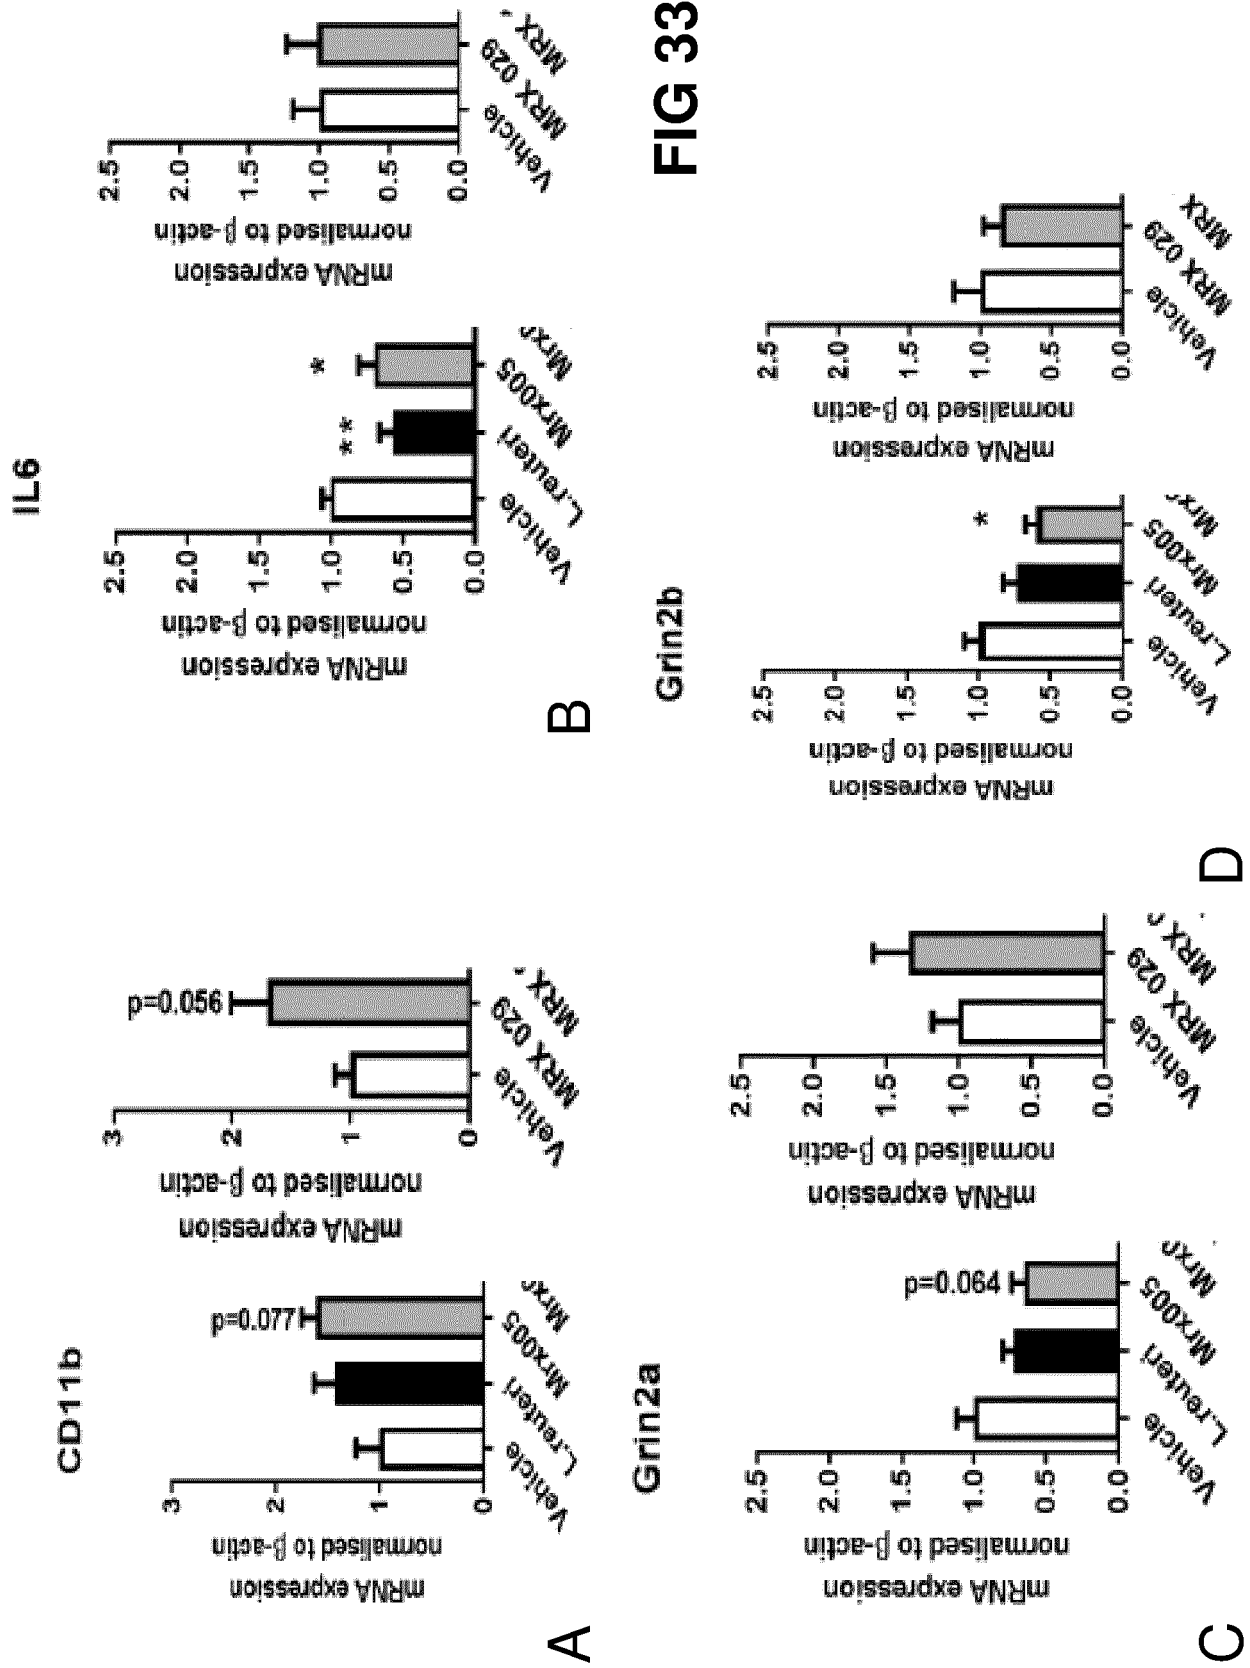 A
CD11b
mRNA expression
normalised to β-actin
3
2
1
0
p=0.077
Vehicle
L.reuteri
Mrx005
mRNA expression
normalised to β-actin
3
2
1
0
p=0.056
Vehicle
MRX 029
MRX
B
IL6
mRNA expression
normalised to β-actin
2.5
2.0
1.5
1.0
0.5
0.0
**
*
Vehicle
L.reuteri
Mrx005
mRNA expression
normalised to β-actin
2.5
2.0
1.5
1.0
0.5
0.0
Vehicle
MRX 029
MRX
C
Grin2a
mRNA expression
normalised to β-actin
2.5
2.0
1.5
1.0
0.5
0.0
p=0.064
Vehicle
L.reuteri
Mrx005
mRNA expression
normalised to β-actin
2.5
2.0
1.5
1.0
0.5
0.0
Vehicle
MRX 029
MRX
D
Grin2b
mRNA expression
normalised to β-actin
2.5
2.0
1.5
1.0
0.5
0.0
*
Vehicle
L.reuteri
Mrx005
mRNA expression
normalised to β-actin
2.5
2.0
1.5
1.0
0.5
0.0
Vehicle
MRX 029
MRX
FIG 33